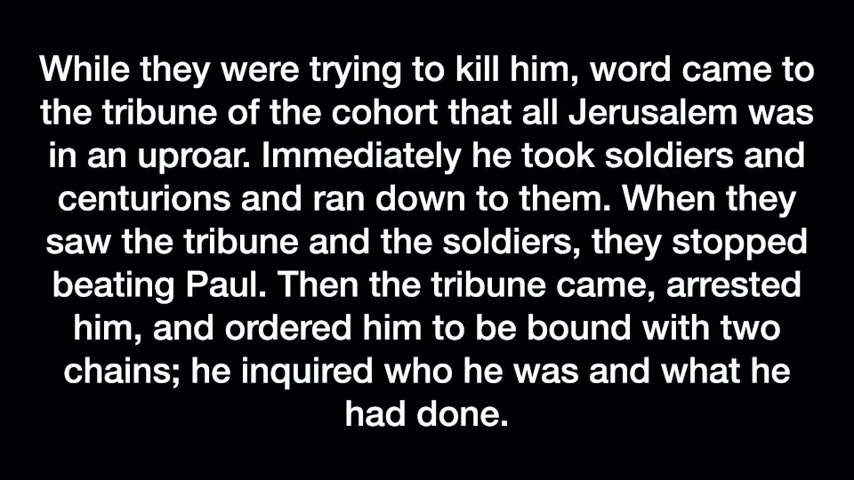 While they were trying to kill him, word came to
the tribune of the cohort that all Jerusalem was
in an uproar. Immediately he took soldiers and
centurions and ran down to them. When they
saw the tribune and the soldiers, they stopped
beating Paul. Then the tribune came, arrested
him, and ordered him to be bound with two
chains; he inquired who he was and what he
had done.